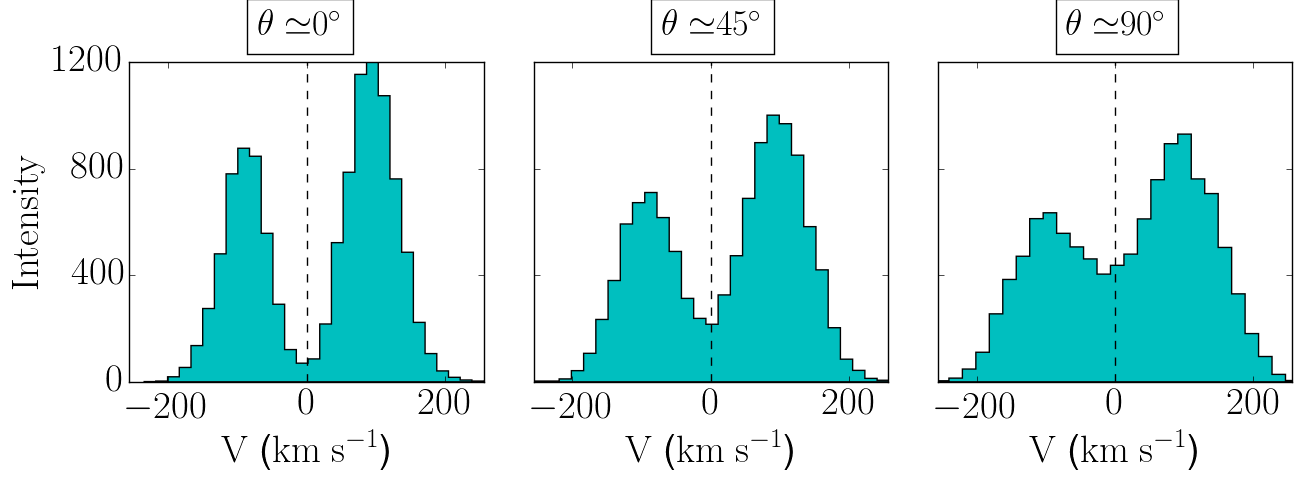 θ ≃0° θ ≃45° θ ≃90°
1200
800
400
0
Intensity
−200 0 200 −200 0 200 −200 0 200
V (km s⁻¹) V (km s⁻¹) V (km s⁻¹)